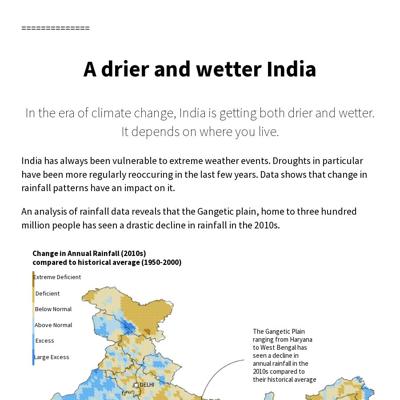 ==============
A drier and wetter India
In the era of climate change, India is getting both drier and wetter.
It depends on where you live.
India has always been vulnerable to extreme weather events. Droughts in particular
have been more regularly reoccuring in the last few years. Data shows that change in
rainfall patterns have an impact on it.
An analysis of rainfall data reveals that the Gangetic plain, home to three hundred
million people has seen a drastic decline in rainfall in the 2010s.
Change in Annual Rainfall (2010s)
compared to historical average (1950-2000)
Extreme Deficient
Deficient
Below Normal
Above Normal
Excess
Large Excess
DELHI
The Gangetic Plain
ranging from Haryana
to West Bengal has
seen a decline in
annual rainfall in the
2010s compared to
their historical average